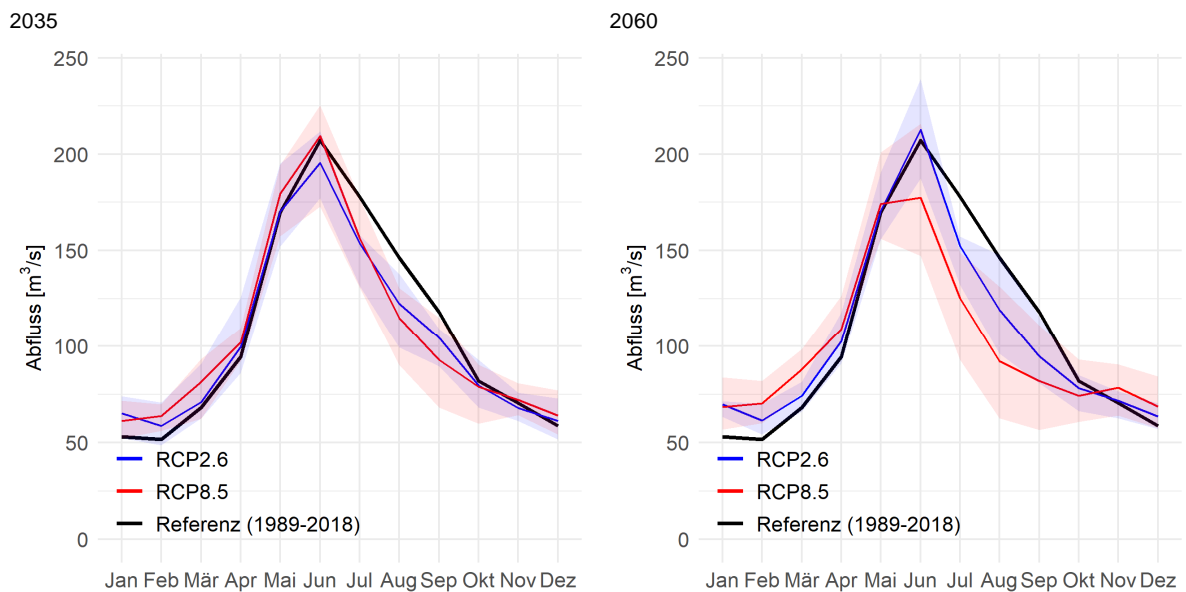 2035
250
200
150
100
50
0
Abfluss [m³/s]
RCP2.6
RCP8.5
Referenz (1989-2018)
Jan Feb Mär Apr Mai Jun Jul Aug Sep Okt Nov Dez
2060
250
200
150
100
50
0
Abfluss [m³/s]
RCP2.6
RCP8.5
Referenz (1989-2018)
Jan Feb Mär Apr Mai Jun Jul Aug Sep Okt Nov Dez